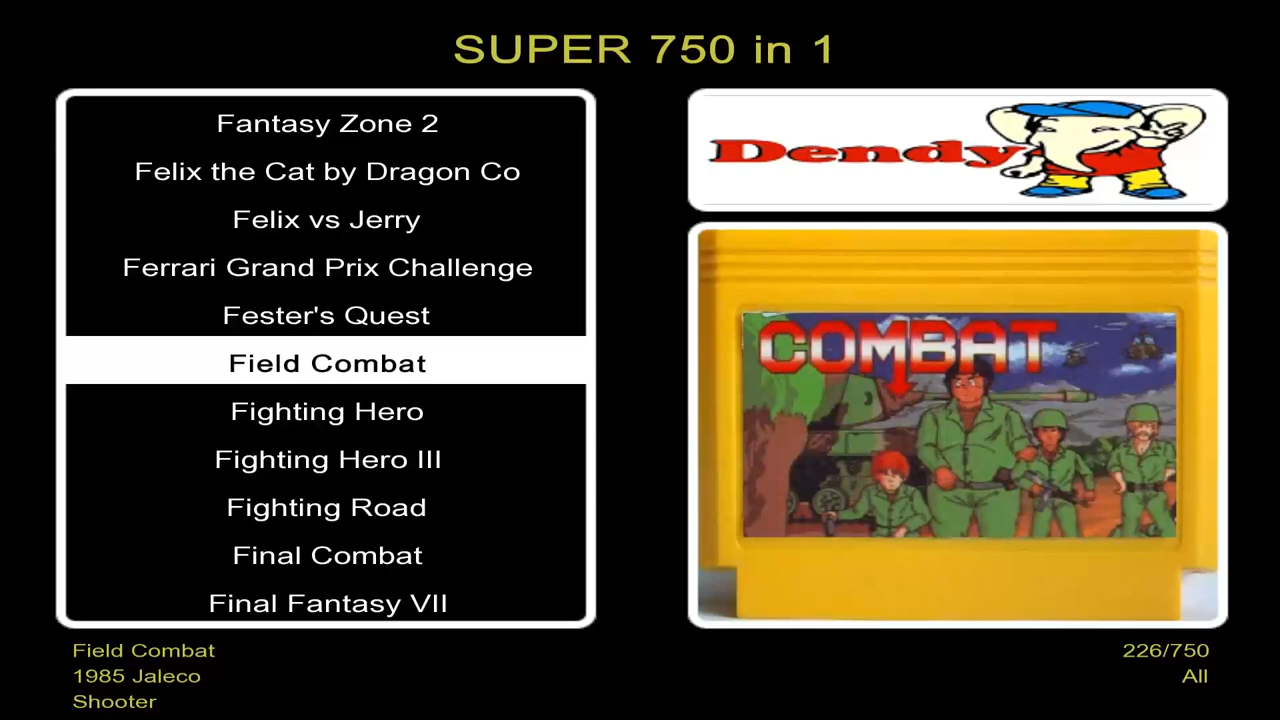 SUPER 750 in 1
Fantasy Zone 2
Felix the Cat by Dragon Co
Felix vs Jerry
Ferrari Grand Prix Challenge
Fester's Quest
Field Combat
Fighting Hero
Fighting Hero III
Fighting Road
Final Combat
Final Fantasy VII
Dendy
COMBAT
Field Combat
1985 Jaleco
Shooter
226/750
All